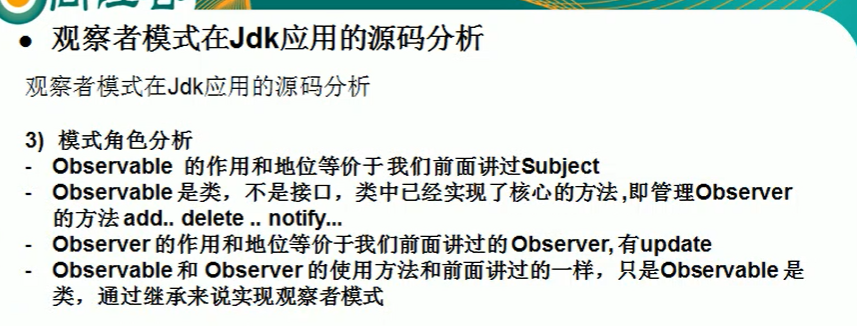 ● 观察者模式在Jdk应用的源码分析
观察者模式在Jdk应用的源码分析
3) 模式角色分析
- Observable 的作用和地位等价于 我们前面讲过Subject
- Observable 是类，不是接口，类中已经实现了核心的方法 ,即管理Observer
的方法 add.. delete .. notify...
- Observer 的作用和地位等价于我们前面讲过的 Observer, 有update
- Observable 和 Observer 的使用方法和前面讲过的一样，只是Observable 是
类，通过继承来说实现观察者模式